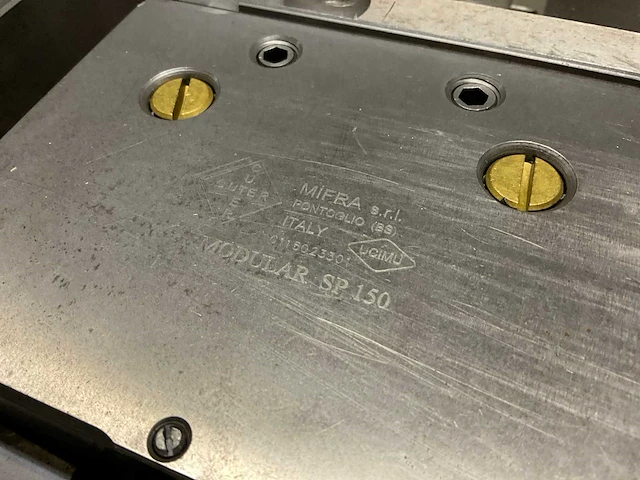 MIFRA s.r.l.
PONTOGLIO (BS)
ITALY
UCIMU
MODULAR SP 150